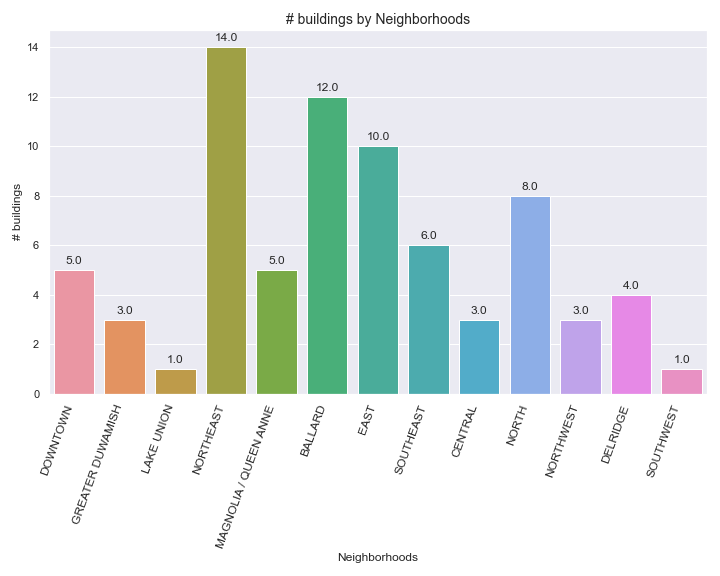 # buildings by Neighborhoods
# buildings
14
12
10
8
6
4
2
0
5.0
3.0
1.0
14.0
5.0
12.0
10.0
6.0
3.0
8.0
3.0
4.0
1.0
DOWNTOWN
GREATER DUWAMISH
LAKE UNION
NORTHEAST
MAGNOLIA / QUEEN ANNE
BALLARD
EAST
SOUTHEAST
CENTRAL
NORTH
NORTHWEST
DELRIDGE
SOUTHWEST
Neighborhoods